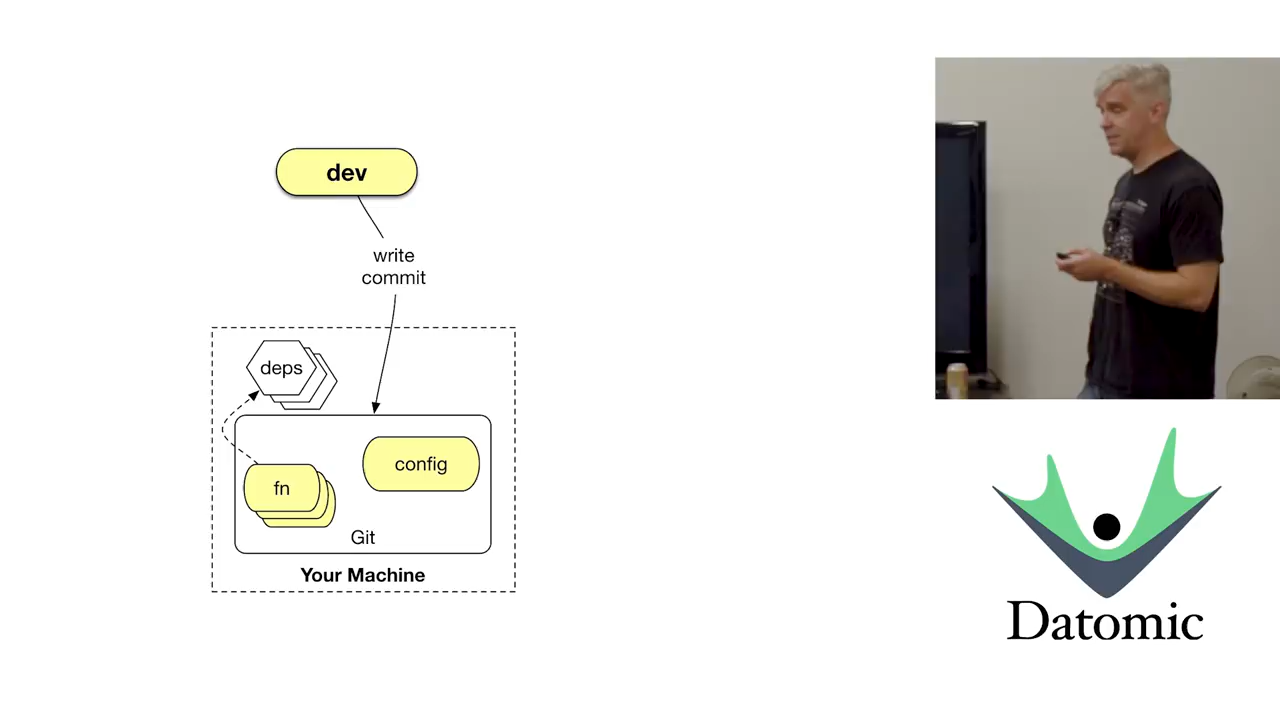 dev
write
commit
deps
config
fn
Git
Your Machine
Datomic